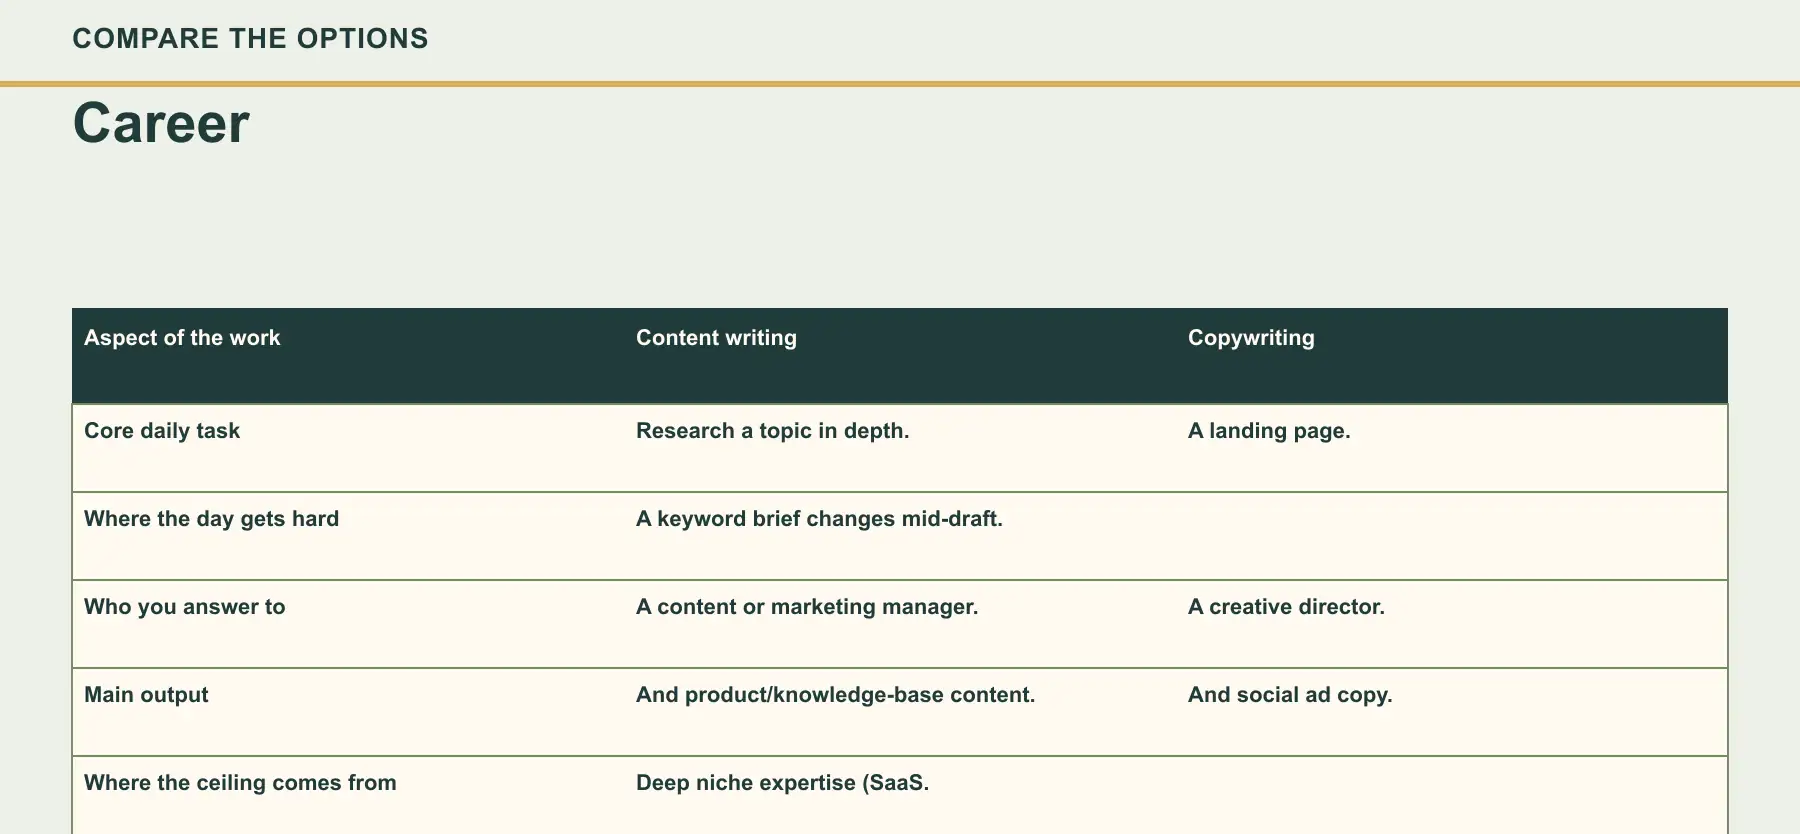 COMPARE THE OPTIONS
Career
Aspect of the work Content writing Copywriting
Core daily task Research a topic in depth. A landing page.
Where the day gets hard A keyword brief changes mid-draft.
Who you answer to A content or marketing manager. A creative director.
Main output And product/knowledge-base content. And social ad copy.
Where the ceiling comes from Deep niche expertise (SaaS.